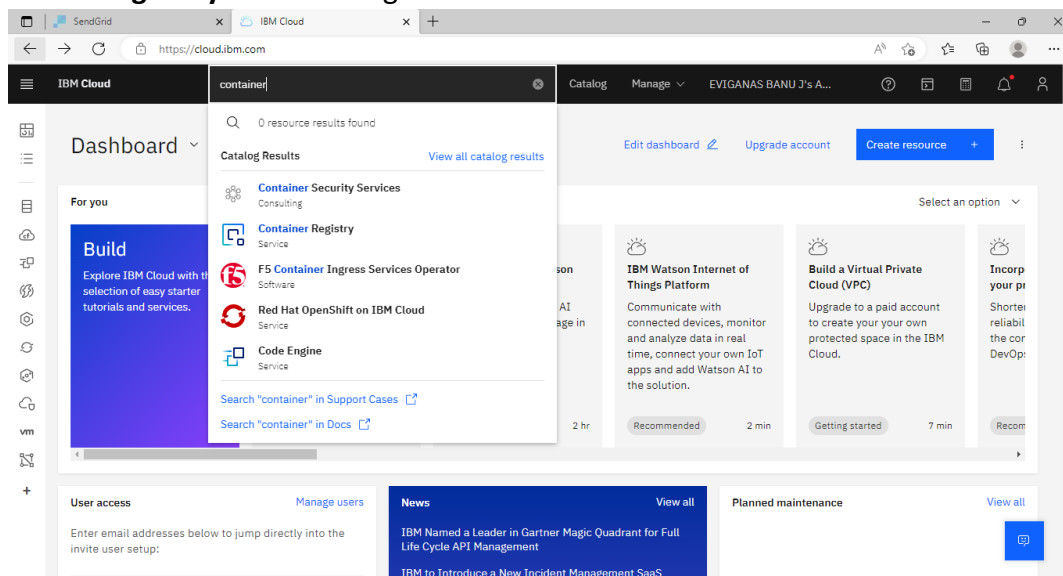 SendGrid
IBM Cloud
https://cloud.ibm.com
IBM Cloud
container
Catalog
Manage
EVIGANAS BANU J's A...
Dashboard
Edit dashboard
Upgrade account
Create resource +
0 resource results found
Catalog Results
View all catalog results
Container Security Services
Consulting
Container Registry
Service
F5 Container Ingress Services Operator
Software
Red Hat OpenShift on IBM Cloud
Service
Code Engine
Service
Search "container" in Support Cases
Search "container" in Docs
For you
Select an option
Build
Explore IBM Cloud with th
selection of easy starter
tutorials and services.
son
AI
age in
2 hr
IBM Watson Internet of
Things Platform
Communicate with
connected devices, monitor
and analyze data in real
time, connect your own IoT
apps and add Watson AI to
the solution.
Recommended
2 min
Build a Virtual Private
Cloud (VPC)
Upgrade to a paid account
to create your your own
protected space in the IBM
Cloud.
Getting started
7 min
Incorp
your pr
Shorter
reliabil
the cor
DevOps
Recom
vm
User access
Manage users
Enter email addresses below to jump directly into the
invite user setup:
News
View all
IBM Named a Leader in Gartner Magic Quadrant for Full
Life Cycle API Management
IBM to Introduce a New Incident Management SaaS
Planned maintenance
View all